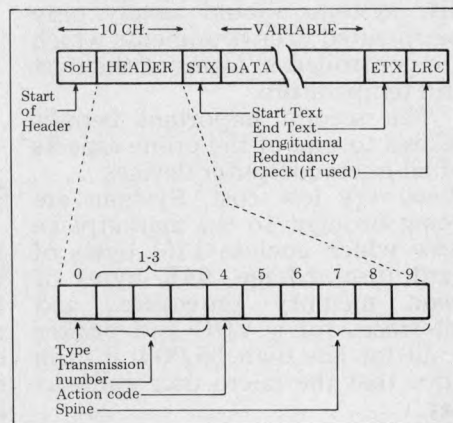 10 CH. VARIABLE
SoH HEADER STX DATA ETX LRC
Start
of
Header
Start Text
End Text
Longitudinal
Redundancy
Check (if used)
1-3
0 4 5 6 7 8 9
Type
Transmission
number
Action code
Spine